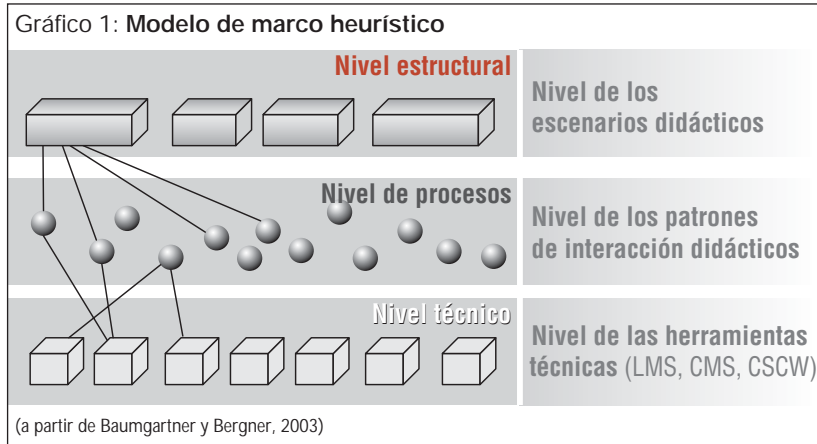 Gráfico 1: Modelo de marco heurístico
Nivel estructural
Nivel de los
escenarios didácticos
Nivel de procesos
Nivel de los patrones
de interacción didácticos
Nivel técnico
Nivel de las herramientas
técnicas (LMS, CMS, CSCW)
(a partir de Baumgartner y Bergner, 2003)